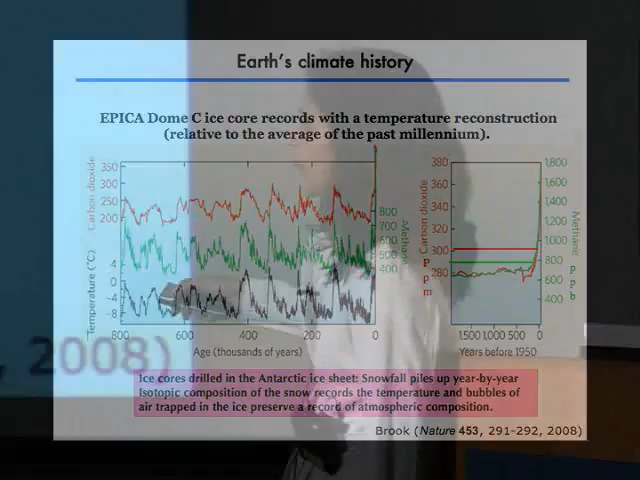 Earth's climate history
EPICA Dome C ice core records with a temperature reconstruction
(relative to the average of the past millennium).
Carbon dioxide
350
300
250
200
Temperature (°C)
4
0
-4
-8
800
700
600
500
400
Methane
800
600
400
200
0
Age (thousands of years)
Carbon dioxide
P
P
m
380
360
340
320
300
280
1,800
1,600
1,400
1,200
1000
800
600
400
Methane
P
P
b
1,500 1,000 500 0
Years before 1950
, 2008)
Ice cores drilled in the Antarctic ice sheet: Snowfall piles up year-by-year
Isotopic composition of the snow records the temperature and bubbles of
air trapped in the ice preserve a record of atmospheric composition.
Brook (Nature 453, 291-292, 2008)